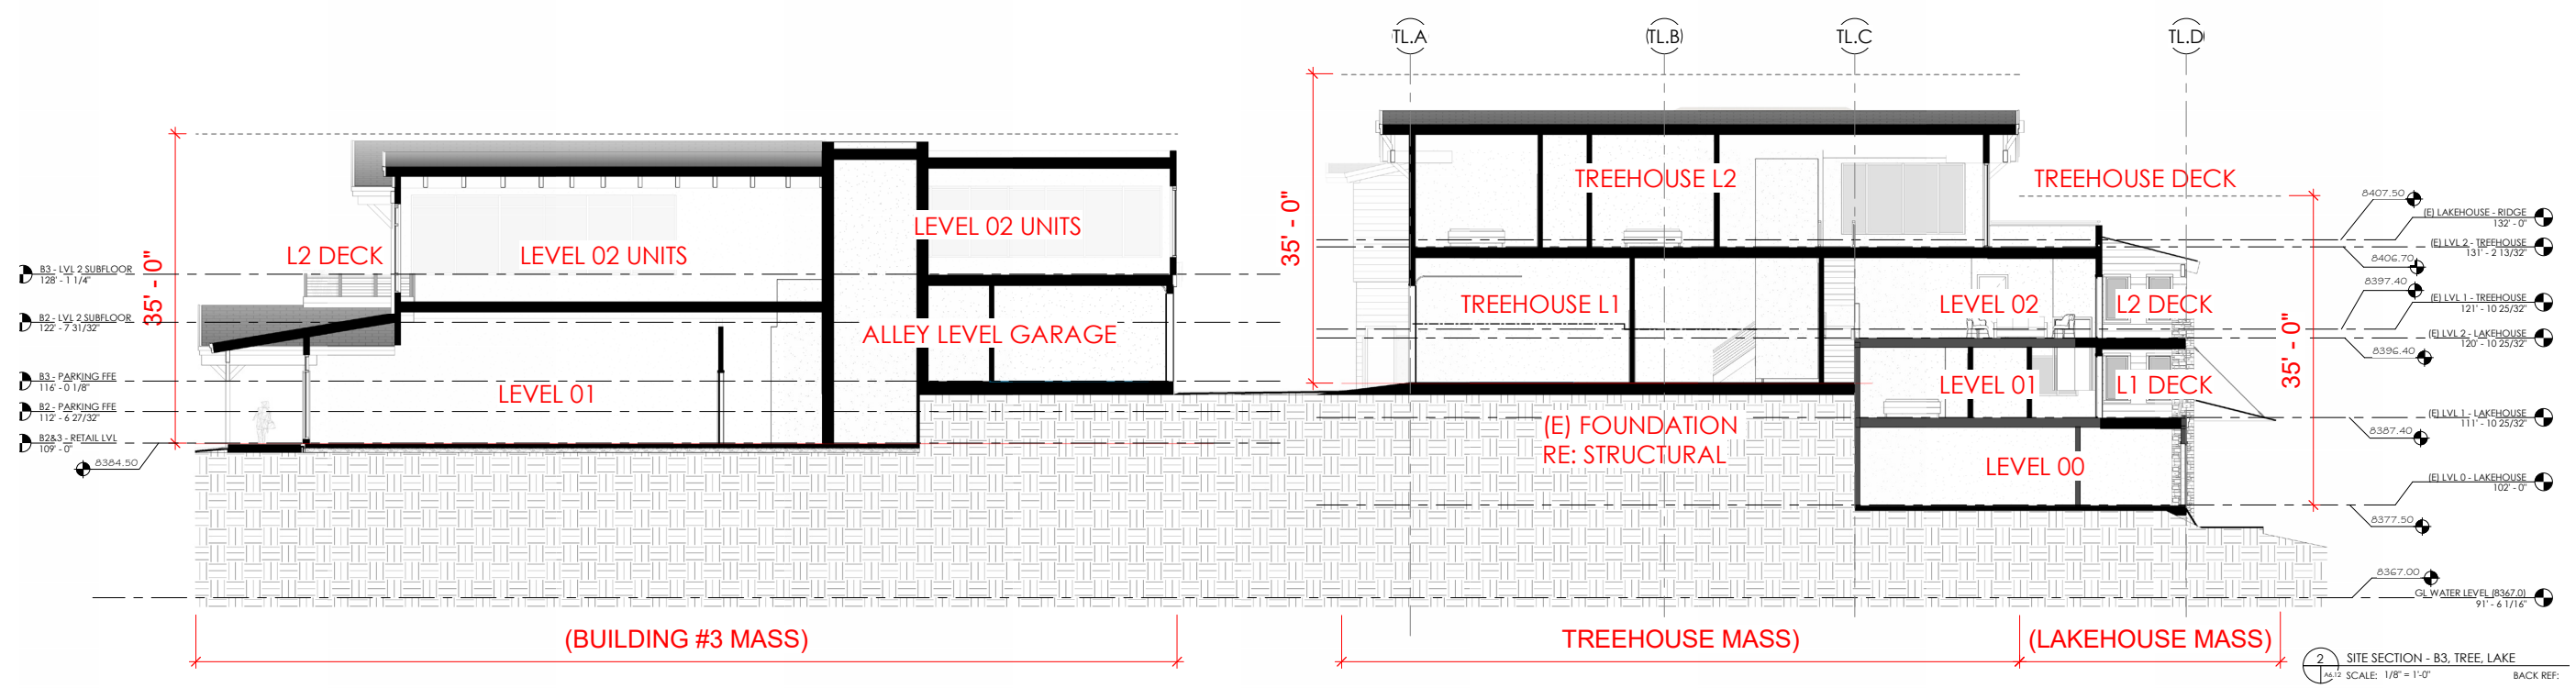 TL.A
TL.B
TL.C
TL.D
35' - 0"
35' - 0"
35' - 0"
L2 DECK
LEVEL 02 UNITS
LEVEL 02 UNITS
ALLEY LEVEL GARAGE
LEVEL 01
TREEHOUSE L2
TREEHOUSE DECK
TREEHOUSE L1
LEVEL 02
L2 DECK
LEVEL 01
L1 DECK
(E) FOUNDATION
RE: STRUCTURAL
LEVEL 00
B3 - LVL 2 SUBFLOOR
128' - 1 1/4"
B2 - LVL 2 SUBFLOOR
122' - 7 31/32"
B3 - PARKING FFE
116' - 0 1/8"
B2 - PARKING FFE
112' - 6 27/32"
B2&3 - RETAIL LVL
109' - 0"
8384.50
8407.50
(E) LAKEHOUSE - RIDGE
132' - 0"
(E) LVL 2 - TREEHOUSE
131' - 2 13/32"
8406.70
8397.40
(E) LVL 1 - TREEHOUSE
121' - 10 25/32"
(E) LVL 2 - LAKEHOUSE
120' - 10 25/32"
8396.40
(E) LVL 1 - LAKEHOUSE
111' - 10 25/32"
8387.40
(E) LVL 0 - LAKEHOUSE
102' - 0"
8377.50
8367.00
GL WATER LEVEL (8367.0)
91' - 6 1/16"
(BUILDING #3 MASS)
TREEHOUSE MASS)
(LAKEHOUSE MASS)
2
A6.12
SITE SECTION - B3, TREE, LAKE
SCALE: 1/8" = 1'-0"
BACK REF: